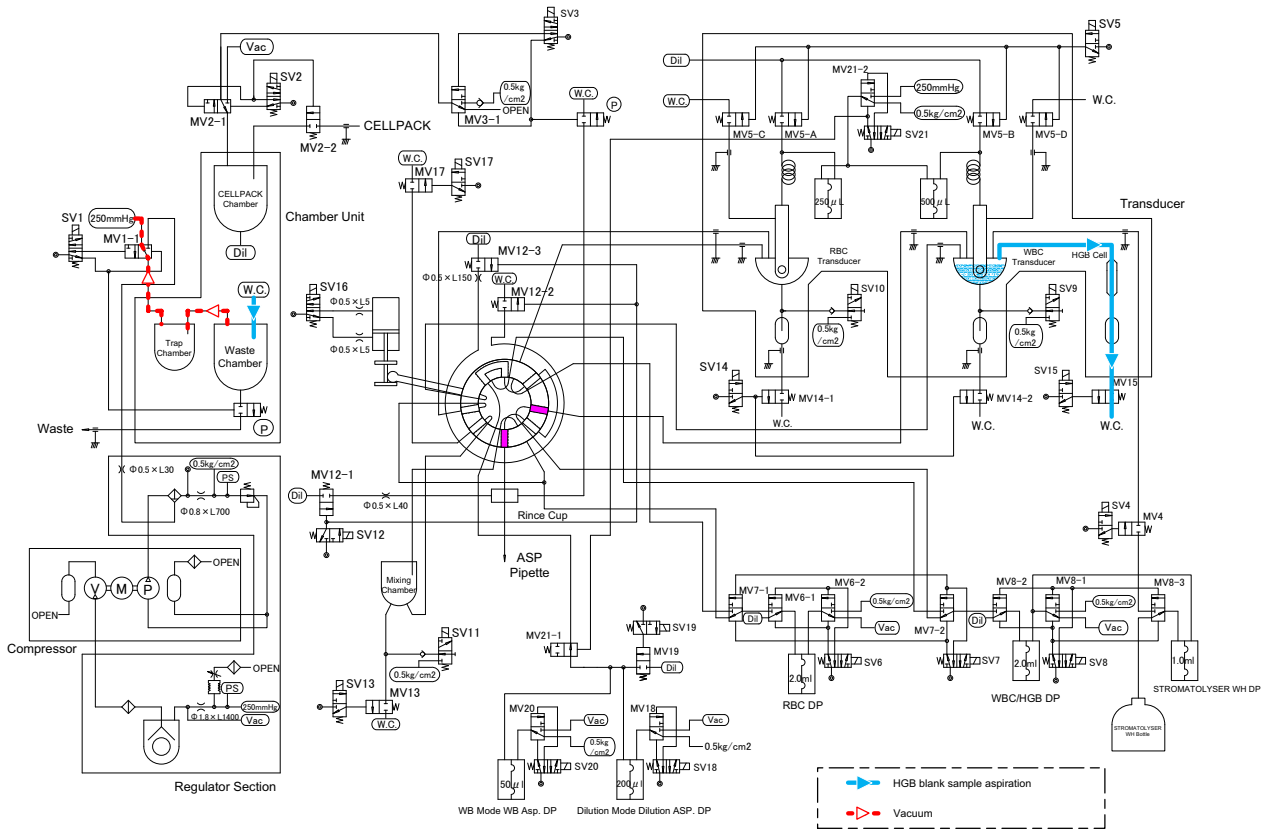 SV3
SV5
Vac
SV2
MV2-1
MV2-2
CELLPACK
0.5kg
/cm2
OPEN
MV3-1
W.C.
P
Dil
MV21-2
250mmHg
0.5kg/cm2
SV21
W.C.
W.C.
MV5-C
MV5-A
MV5-B
MV5-D
CELLPACK
Chamber
Dil
Chamber Unit
W.C.
MV17
SV17
250μL
500μL
Transducer
SV1
250mmHg
MV1-1
W.C.
Trap
Chamber
Waste
Chamber
P
Waste
Dil
MV12-3
Φ0.5×L150
W.C.
MV12-2
SV16
Φ0.5×L5
Φ0.5×L5
RBC
Transducer
WBC
Transducer
HGB Cell
SV10
0.5kg
/cm2
SV9
0.5kg
/cm2
SV14
MV14-1
W.C.
MV14-2
W.C.
SV15
MV15
W.C.
Φ0.5×L30
0.5kg/cm2
PS
Φ0.8×L700
MV12-1
Dil
Φ0.5×L40
SV12
Rince Cup
ASP
Pipette
SV4
MV4
OPEN
V
M
P
OPEN
Compressor
Mixing
Chamber
SV11
0.5kg/cm2
SV13
MV13
W.C.
MV21-1
SV19
MV19
Dil
MV7-1
MV6-2
MV6-1
Dil
0.5kg/cm2
Vac
MV7-2
2.0ml
SV6
SV7
RBC DP
MV8-2
MV8-1
MV8-3
Dil
0.5kg/cm2
Vac
2.0ml
SV8
1.0ml
WBC/HGB DP
STROMATOLYSER WH DP
STROMATOLYSER
WH Bottle
OPEN
PS
250mmHg
Φ1.8×L1400
Vac
Regulator Section
MV20
Vac
0.5kg
/cm2
50μl
SV20
WB Mode WB Asp. DP
MV18
Vac
0.5kg/cm2
200μl
SV18
Dilution Mode Dilution ASP. DP
HGB blank sample aspiration
Vacuum